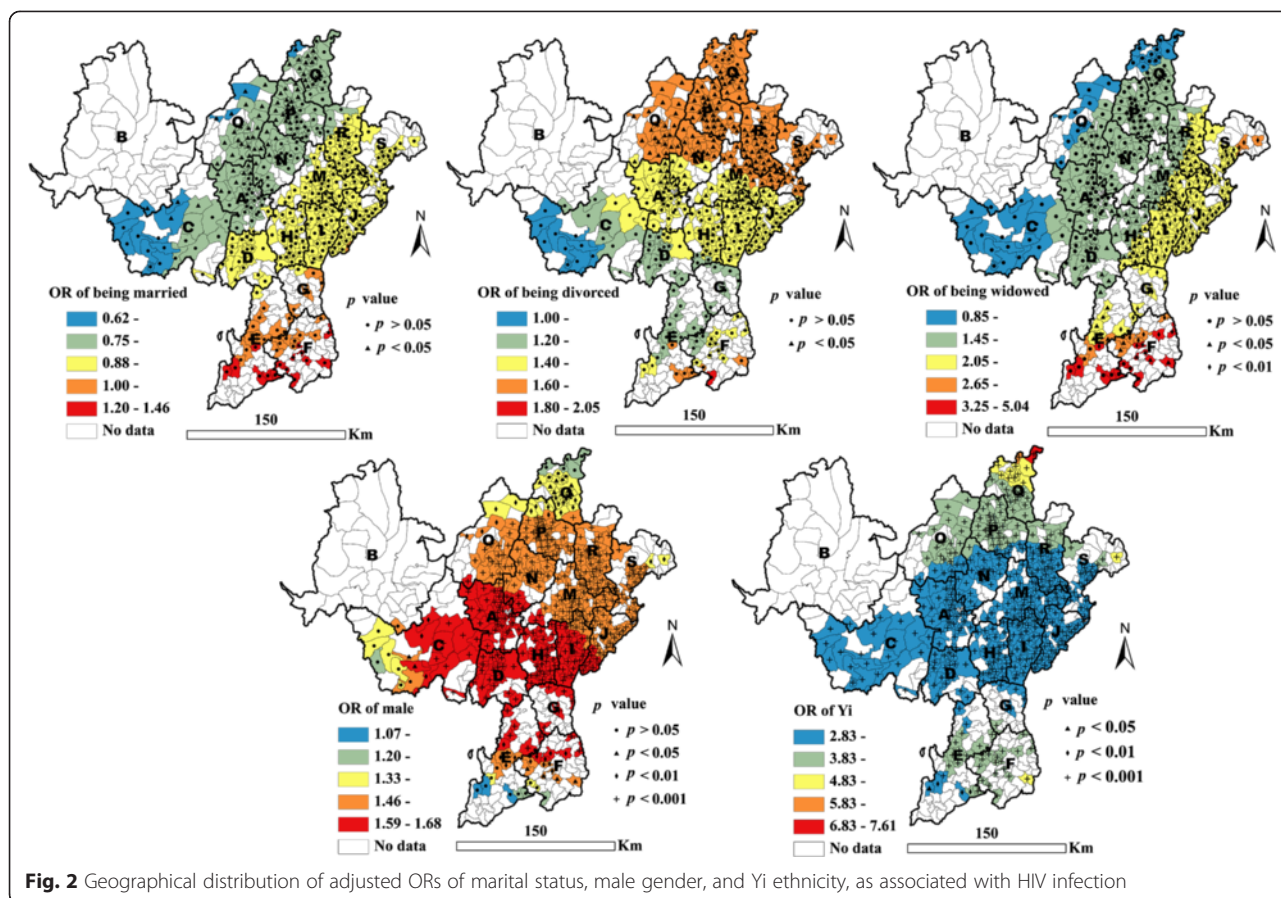 B
O
Q
P
R
S
N
M
A
C
D
H
I
J
G
E
F
N
OR of being married
0.62 -
0.75 -
0.88 -
1.00 -
1.20 - 1.46
No data
p value
p > 0.05
p < 0.05
150
Km
B
O
Q
P
R
S
N
M
A
C
D
H
I
J
G
E
F
N
OR of being divorced
1.00 -
1.20 -
1.40 -
1.60 -
1.80 - 2.05
No data
p value
p > 0.05
p < 0.05
150
Km
B
O
Q
P
R
S
N
M
A
C
D
H
I
J
G
E
F
N
OR of being widowed
0.85 -
1.45 -
2.05 -
2.65 -
3.25 - 5.04
No data
p value
p > 0.05
p < 0.05
p < 0.01
150
Km
B
O
Q
P
R
S
N
M
A
C
D
H
I
J
G
E
F
N
OR of male
1.07 -
1.20 -
1.33 -
1.46 -
1.59 - 1.68
No data
p value
p > 0.05
p < 0.05
p < 0.01
p < 0.001
150
Km
B
O
Q
P
R
S
N
M
A
C
D
H
I
J
G
E
F
N
OR of Yi
2.83 -
3.83 -
4.83 -
5.83 -
6.83 - 7.61
No data
p value
p < 0.05
p < 0.01
p < 0.001
150
Km
Fig. 2 Geographical distribution of adjusted ORs of marital status, male gender, and Yi ethnicity, as associated with HIV infection